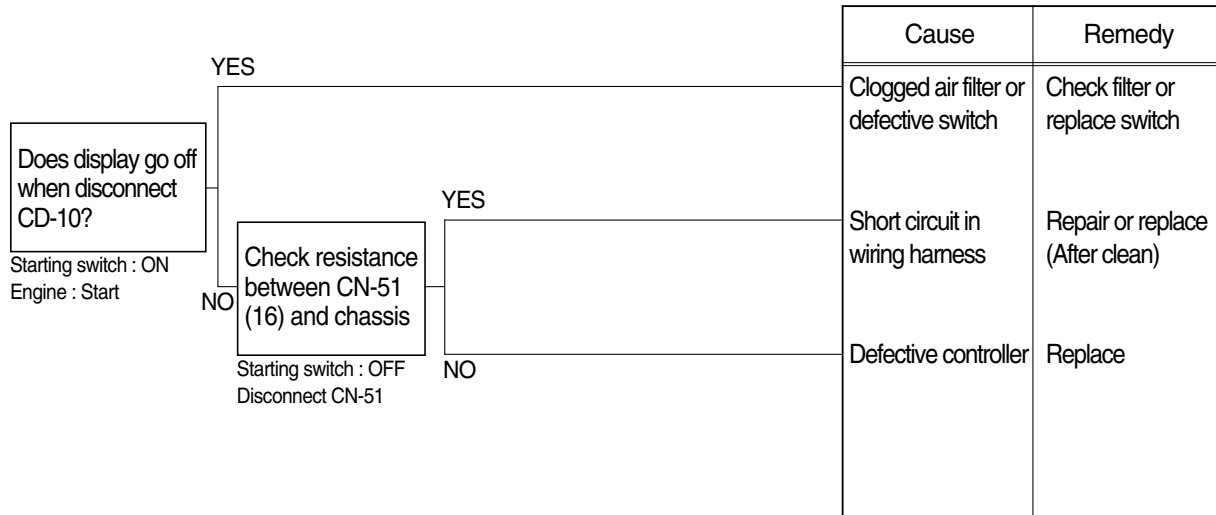 Cause
Remedy
YES
Clogged air filter or
defective switch
Check filter or
replace switch
Does display go off
when disconnect
CD-10?
Starting switch : ON
Engine : Start
NO
YES
Check resistance
between CN-51
(16) and chassis
Starting switch : OFF
Disconnect CN-51
Short circuit in
wiring harness
Repair or replace
(After clean)
NO
Defective controller
Replace